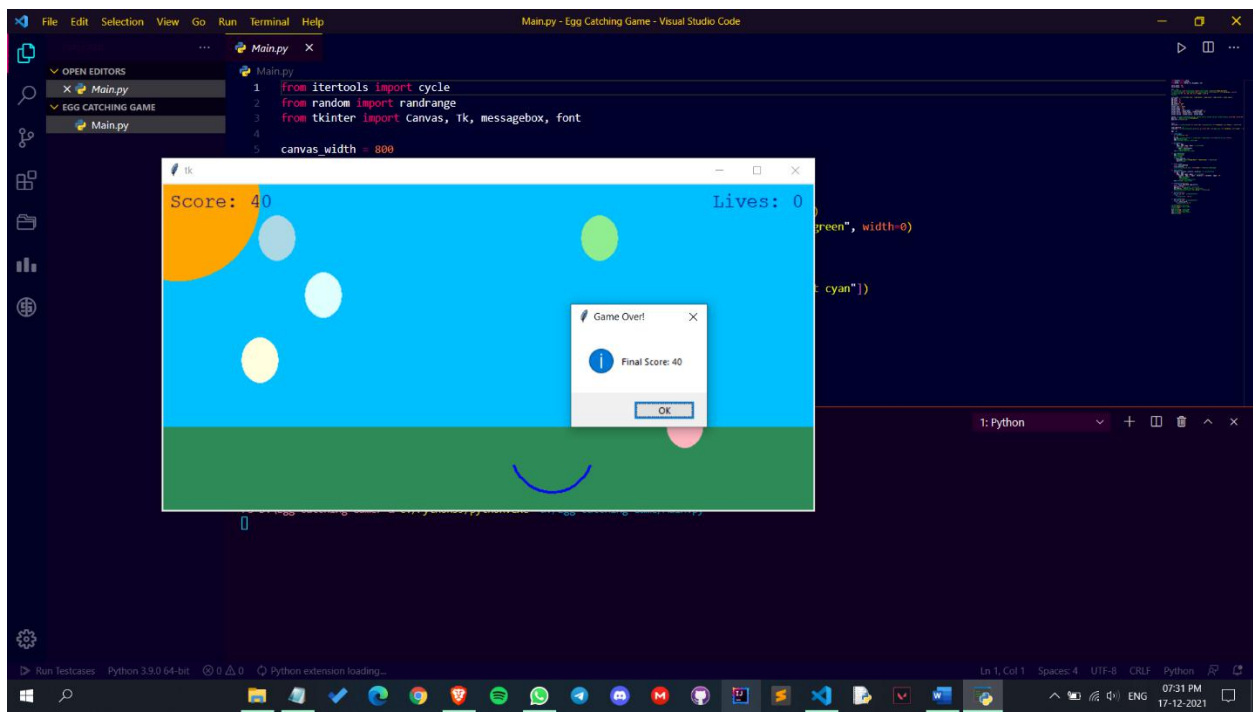 File Edit Selection View Go Run Terminal Help
Main.py - Egg Catching Game - Visual Studio Code
OPEN EDITORS
Main.py
EGG CATCHING GAME
Main.py
Main.py
Main.py
1 from itertools import cycle
2 from random import randrange
3 from tkinter import Canvas, Tk, messagebox, font
4
5 canvas_width = 800
green", width=0)
cyan"])
tk
Score: 40
Lives: 0
Game Over!
Final Score: 40
OK
1: Python
Run Testcases Python 3.9.0 64-bit 0 0 Python extension loading...
Ln 1, Col 1 Spaces: 4 UTF-8 CRLF Python
ENG
07:31 PM
17-12-2021